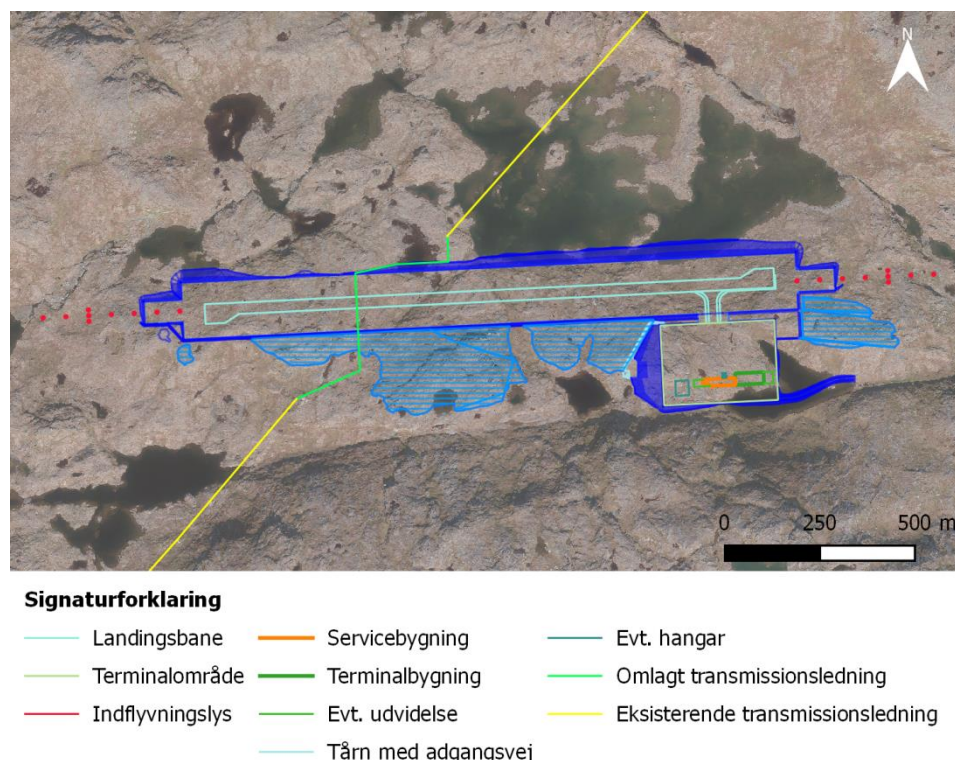 N
0 250 500 m
Signaturforklaring
Landingsbane
Servicebygning
Evt. hangar
Terminalområde
Terminalbygning
Omlagt transmissionsledning
Indflyvningslys
Evt. udvidelse
Eksisterende transmissionsledning
Tårn med adgangsvej